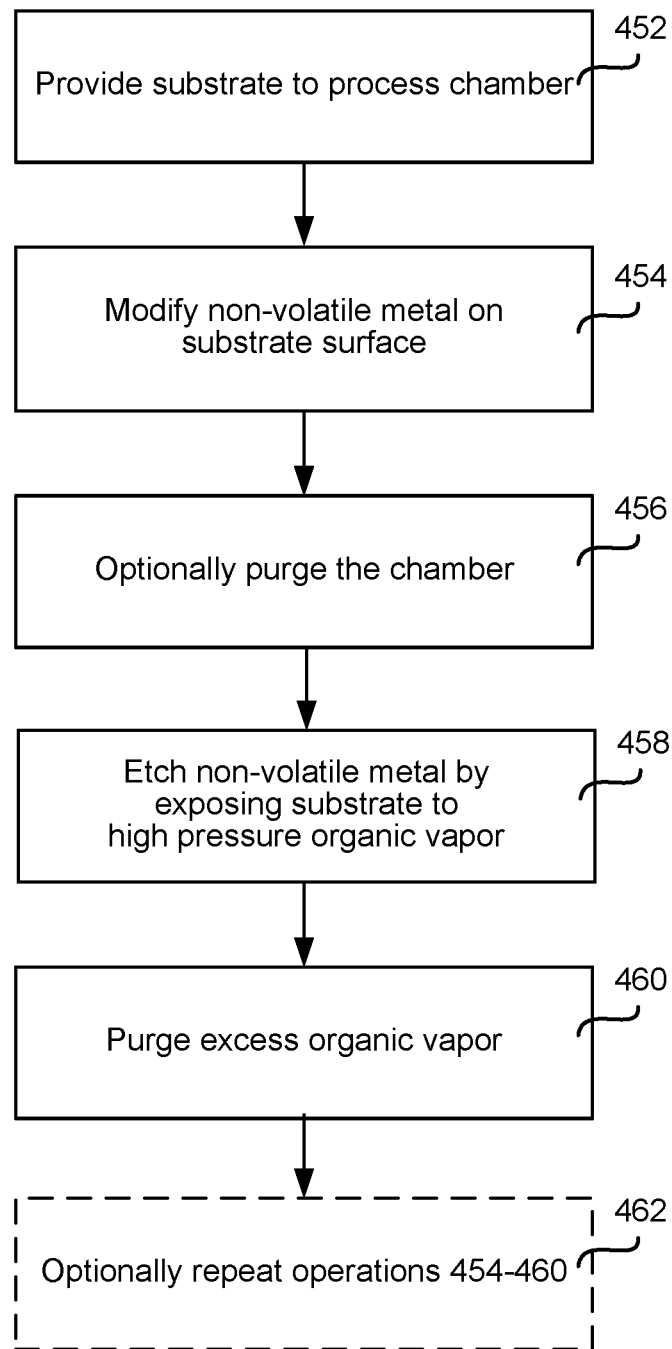 452
Provide substrate to process chamber
454
Modify non-volatile metal on
substrate surface
456
Optionally purge the chamber
458
Etch non-volatile metal by
exposing substrate to
high pressure organic vapor
460
Purge excess organic vapor
462
Optionally repeat operations 454-460